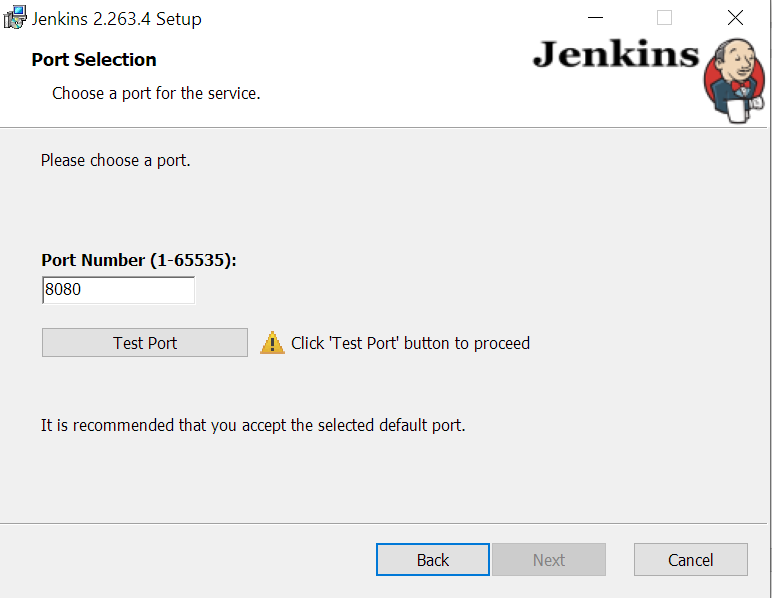 Jenkins 2.263.4 Setup
Port Selection
Jenkins
Choose a port for the service.
Please choose a port.
Port Number (1-65535):
8080
Test Port
Click 'Test Port' button to proceed
It is recommended that you accept the selected default port.
Back
Next
Cancel